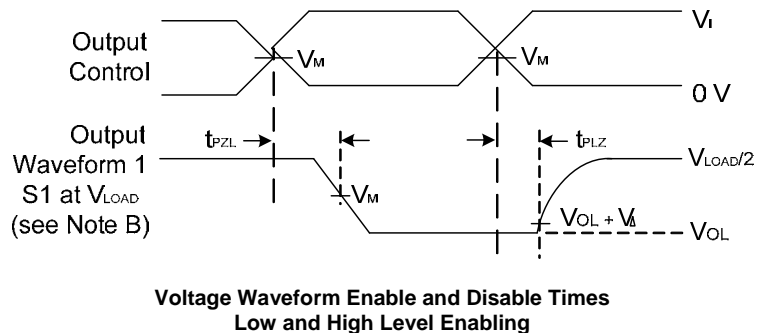 Output
Control
VM
VM
VI
0 V
Output
Waveform 1
S1 at VLOAD
(see Note B)
tPZL
VM
tPLZ
VLOAD/2
VOL + VΔ
VOL
Voltage Waveform Enable and Disable Times
Low and High Level Enabling